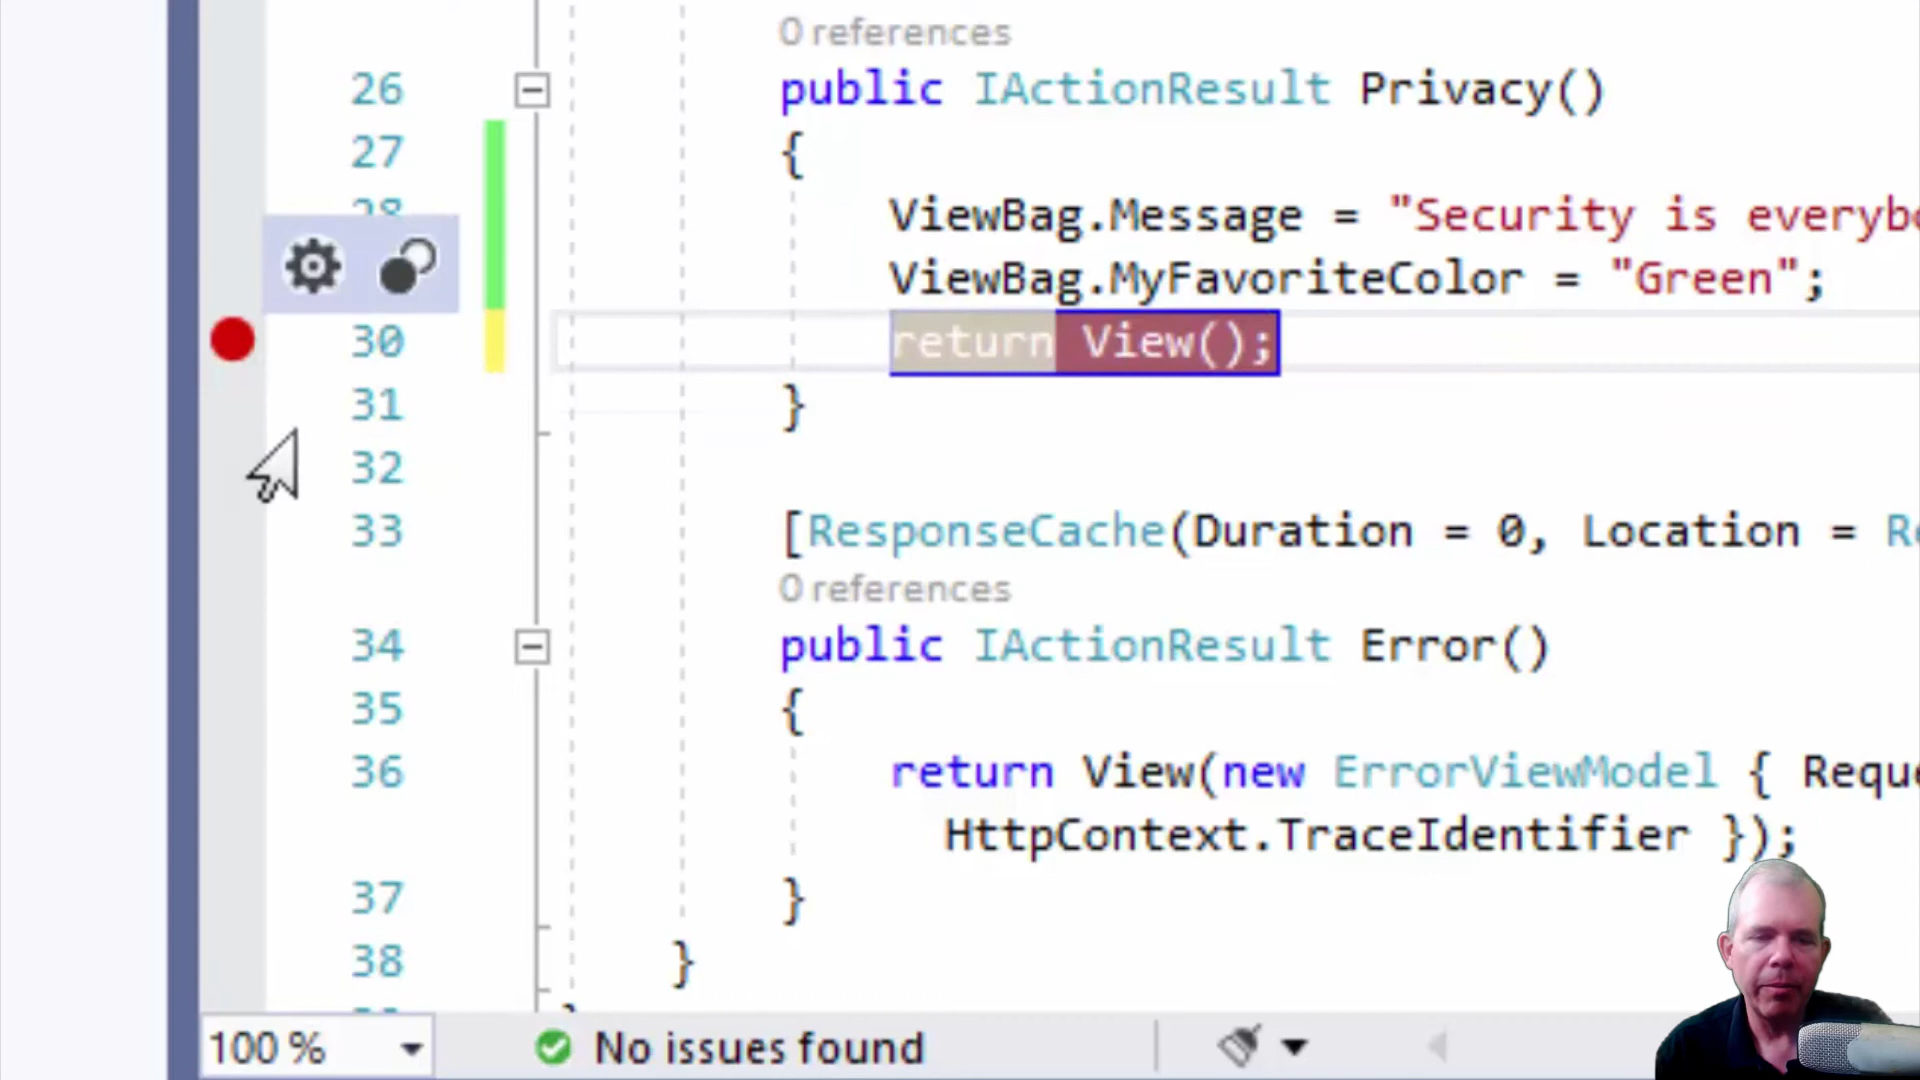 0 references
26 public IActionResult Privacy()
27 {
28 ViewBag.Message = "Security is
ViewBag.MyFavoriteColor = "Green";
30 return View();
31 }
32
33 [ResponseCache(Duration = 0, Location =
0 references
34 public IActionResult Error()
35 {
36 return View(new ErrorViewModel {
HttpContext.TraceIdentifier });
37 }
38 }
100 % No issues found